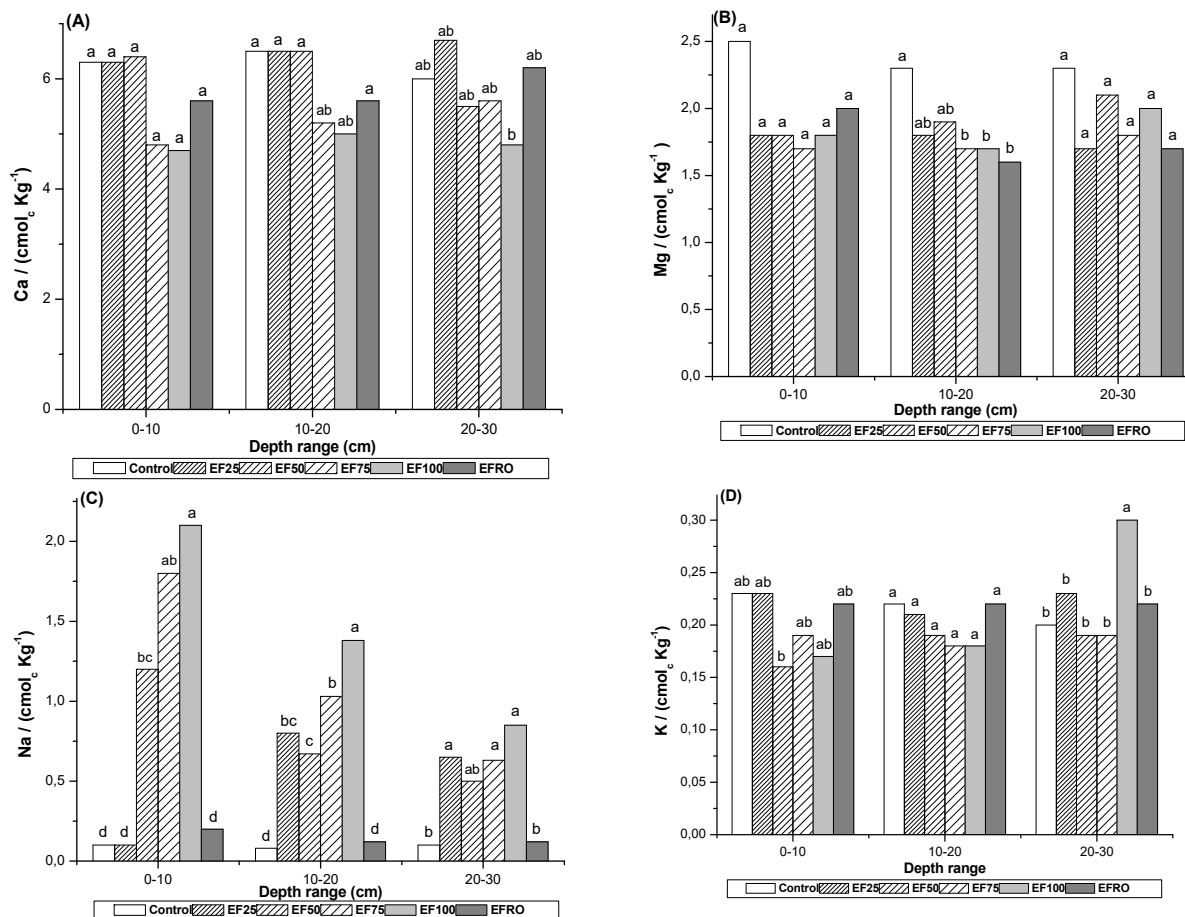 (A)
Ca / (cmol_c Kg^-1)
6
4
2
0
a a a a a a
a a a ab ab a
ab ab ab ab b ab
0-10 10-20 20-30
Depth range (cm)
Control EF25 EF50 EF75 EF100 EFRO
(B)
Mg / (cmol_c Kg^-1 )
2,5
2,0
1,5
1,0
0,5
0,0
a a a a a a
a ab ab b b b
a a a a a a
0-10 10-20 20-30
Depth range (cm)
Control EF25 EF50 EF75 EF100 EFRO
(C)
Na / (cmol_c Kg^-1)
2,0
1,5
1,0
0,5
0,0
d d bc ab a d
d bc c b a d
b a ab a a b
0-10 10-20 20-30
Depth range (cm)
Control EF25 EF50 EF75 EF100 EFRO
(D)
K / (cmol_c Kg^-1)
0,30
0,25
0,20
0,15
0,10
0,05
0,00
ab ab b ab ab ab
a a a a a a
b b b b a b
0-10 10-20 20-30
Depth range
Control EF25 EF50 EF75 EF100 EFRO